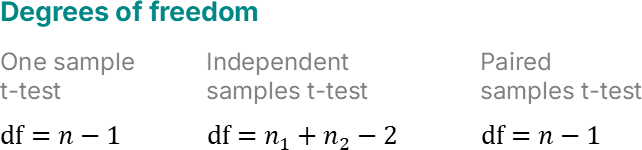 Degrees of freedom
One sample
t-test
df = n − 1
Independent
samples t-test
df = n₁ + n₂ − 2
Paired
samples t-test
df = n − 1